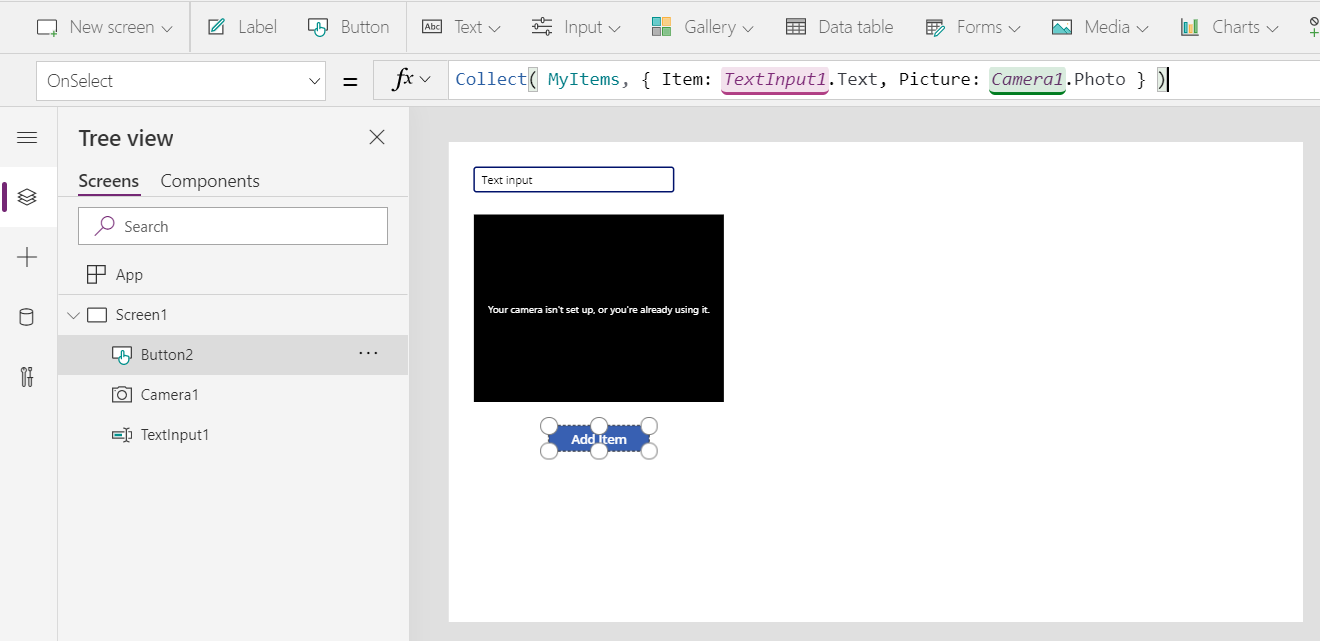 New screen Label Button Abc Text Input Gallery Data table Forms Media Charts
OnSelect = fx Collect( MyItems, { Item: TextInput1.Text, Picture: Camera1.Photo } )
Tree view
Screens Components
Search
App
Screen1
Button2 ...
Camera1
TextInput1
Text input
Your camera isn't set up, or you're already using it.
Add Item